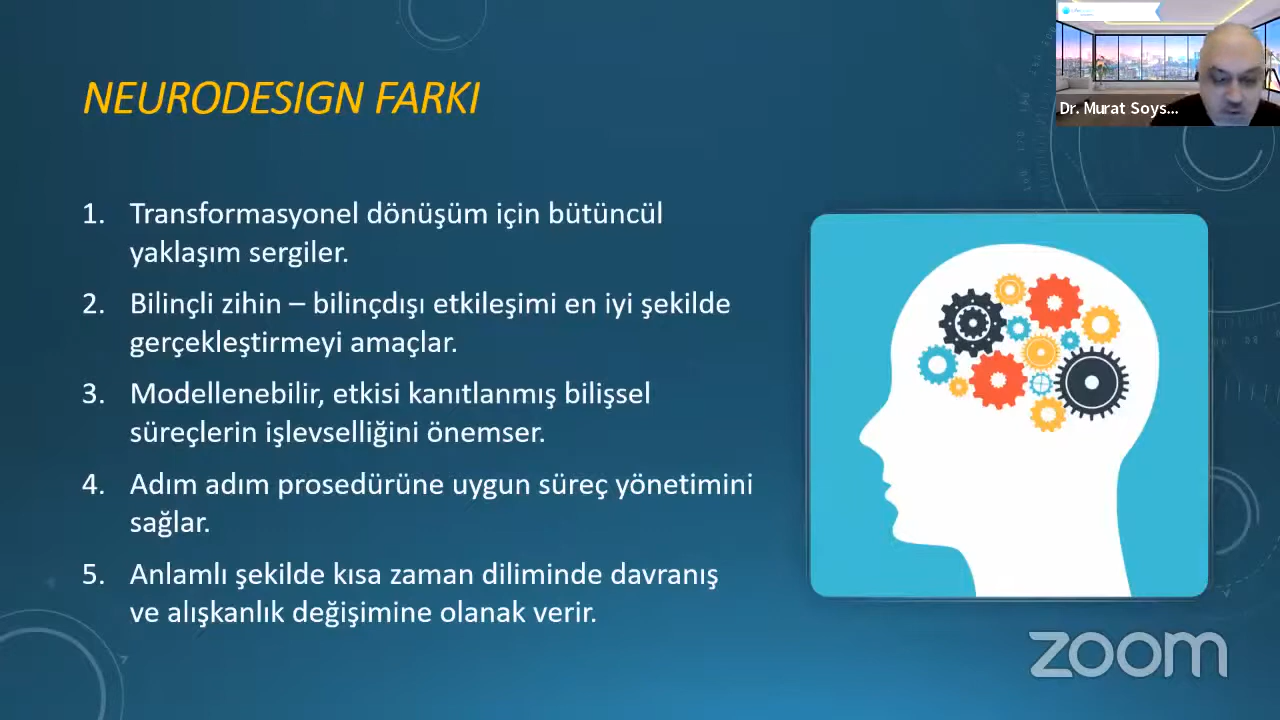 NEURODESIGN FARKI
Dr. Murat Soys...
1. Transformasyonel dönüşüm için bütüncül
yaklaşım sergiler.
2. Bilinçli zihin – bilinçdışı etkileşimi en iyi şekilde
gerçekleştirmeyi amaçlar.
3. Modellenebilir, etkisi kanıtlanmış bilişsel
süreçlerin işlevselliğini önemser.
4. Adım adım prosedürüne uygun süreç yönetimini
sağlar.
5. Anlamlı şekilde kısa zaman diliminde davranış
ve alışkanlık değişimine olanak verir.
zoom